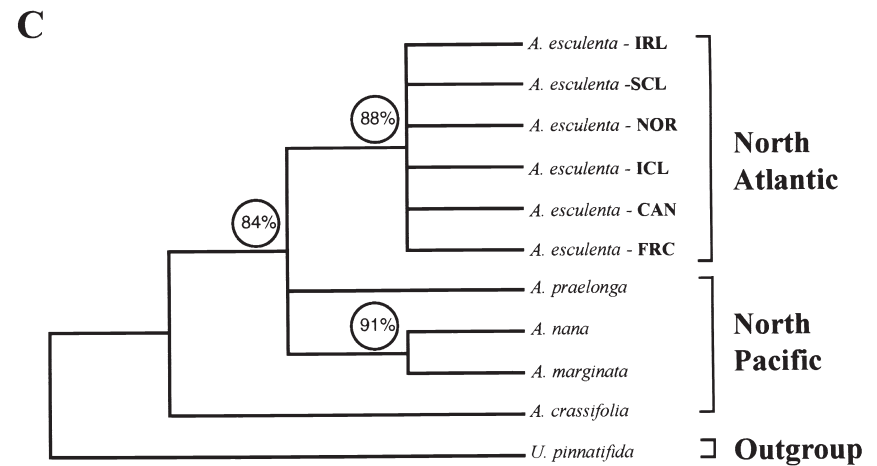 C
A. esculenta - IRL
A. esculenta -SCL
88%
A. esculenta - NOR
North
Atlantic
A. esculenta - ICL
84%
A. esculenta - CAN
A. esculenta - FRC
A. praelonga
91%
A. nana
North
Pacific
A. marginata
A. crassifolia
U. pinnatifida
Outgroup